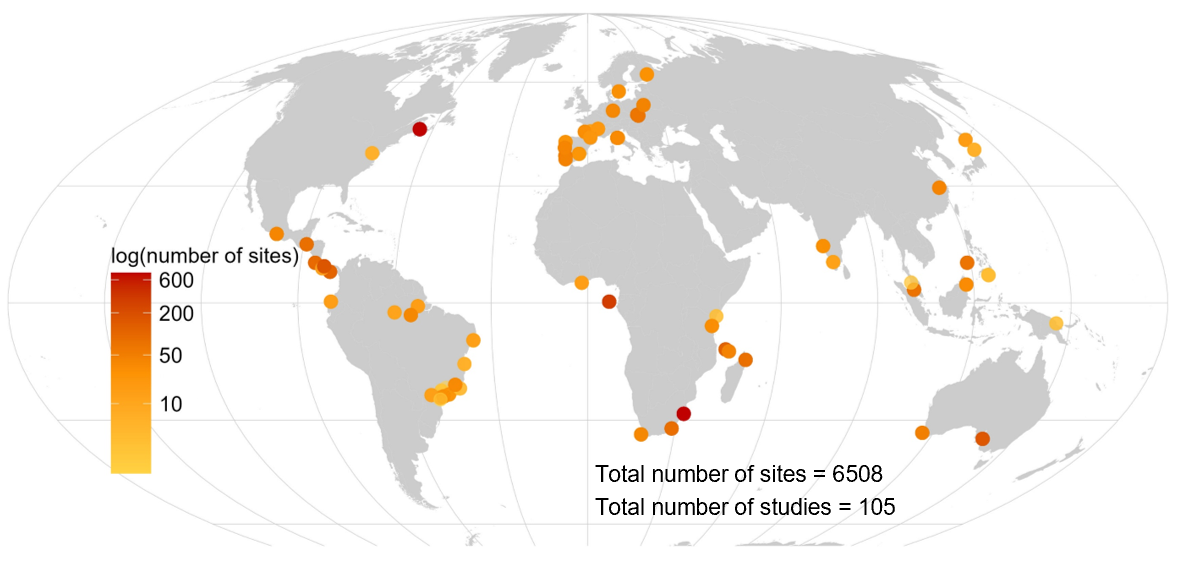 log(number of sites)
600
200
50
10
Total number of sites = 6508
Total number of studies = 105